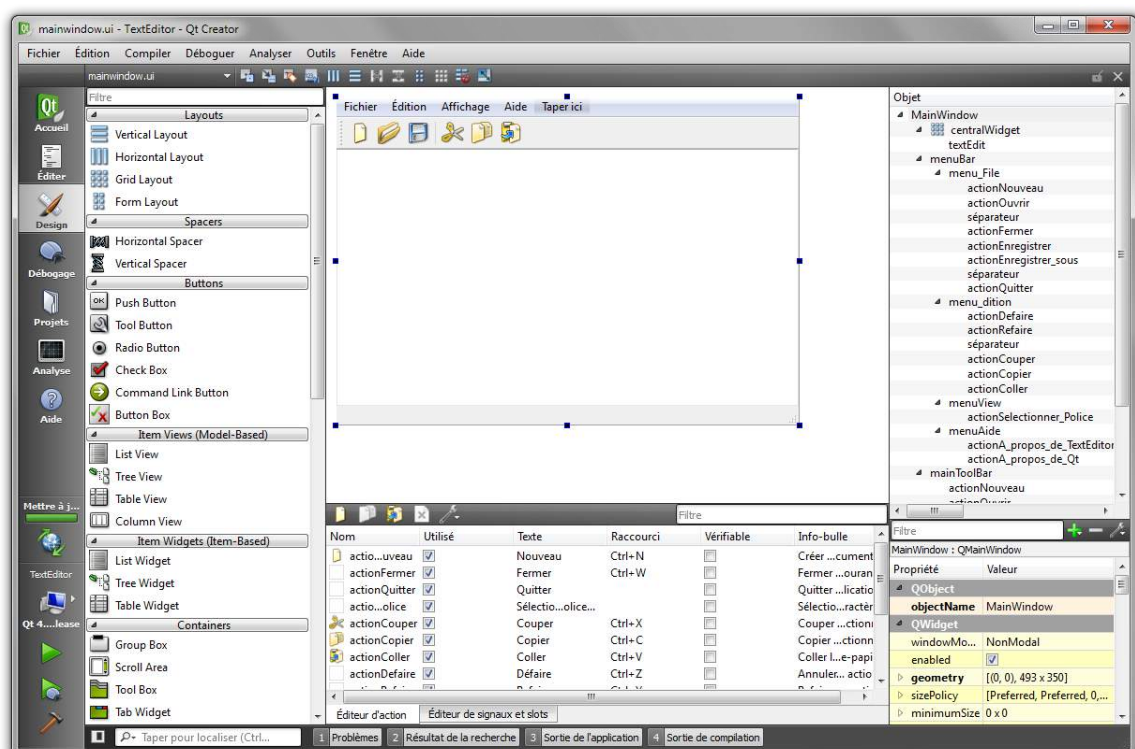 mainwindow.ui - TextEditor - Qt Creator
Fichier Édition Compiler Déboguer Analyser Outils Fenêtre Aide
mainwindow.ui
Qt
Accueil
Éditer
Design
Débogage
Projets
Analyse
Aide
Mettre à j...
TextEditor
Qt 4....lease
Filtre
Layouts
Vertical Layout
Horizontal Layout
Grid Layout
Form Layout
Spacers
Horizontal Spacer
Vertical Spacer
Buttons
OK Push Button
Tool Button
Radio Button
Check Box
Command Link Button
Button Box
Item Views (Model-Based)
List View
Tree View
Table View
Column View
Item Widgets (Item-Based)
List Widget
Tree Widget
Table Widget
Containers
Group Box
Scroll Area
Tool Box
Tab Widget
Fichier Édition Affichage Aide Taper ici
Filtre
Nom Utilisé Texte Raccourci Vérifiable Info-bulle
actio...uveau Nouveau Ctrl+N Créer ...cument
actionFermer Fermer Ctrl+W Fermer ...ouran
actionQuitter Quitter Quitter ...licatio
actio...olice Sélectio...olice... Sélectio...ractèr
actionCouper Couper Ctrl+X Couper ...ctionn
actionCopier Copier Ctrl+C Copier ...ctionn
actionColler Coller Ctrl+V Coller l...e-papi
actionDefaire Défaire Ctrl+Z Annuler... actio
Éditeur d'action Éditeur de signaux et slots
Objet
MainWindow
centralWidget
textEdit
menuBar
menu_File
actionNouveau
actionOuvrir
séparateur
actionFermer
actionEnregistrer
actionEnregistrer_sous
séparateur
actionQuitter
menu_dition
actionDefaire
actionRefaire
séparateur
actionCouper
actionCopier
actionColler
menuView
actionSelectionner_Police
menuAide
actionA_propos_de_TextEditor
actionA_propos_de_Qt
mainToolBar
actionNouveau
actionOuvrir
Filtre
MainWindow : QMainWindow
Propriété Valeur
QObject
objectName MainWindow
QWidget
windowMo... NonModal
enabled
geometry [(0, 0), 493 x 350]
sizePolicy [Preferred, Preferred, 0,...
minimumSize 0 x 0
Taper pour localiser (Ctrl...
1 Problèmes 2 Résultat de la recherche 3 Sortie de l'application 4 Sortie de compilation